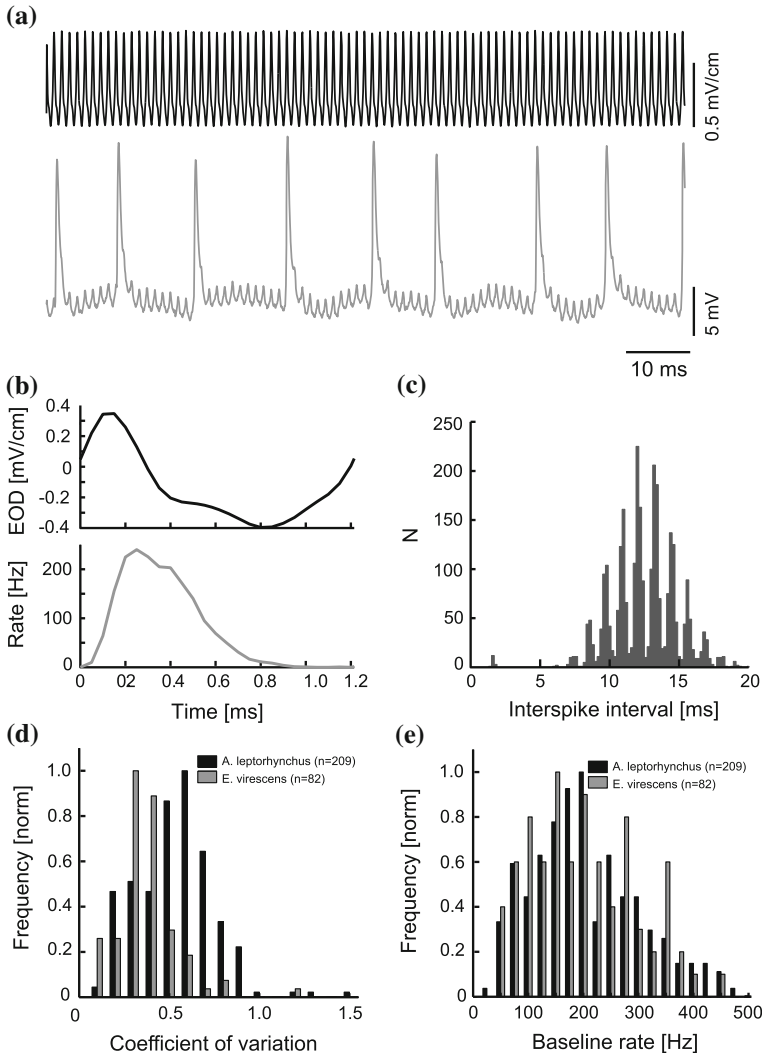 (a)
0.5 mV/cm
5 mV
10 ms
(b)
EOD [mV/cm]
0.4
0.2
0
-0.2
-0.4
Rate [Hz]
200
100
0
0 02 0.4 0.6 0.8 1.0 1.2
Time [ms]
(c)
N
250
200
150
100
50
0
0 5 10 15 20
Interspike interval [ms]
(d)
A. leptorhynchus (n=209)
E. virescens (n=82)
Frequency [norm]
1.0
0.8
0.6
0.4
0.2
0
0 0.5 1.0 1.5
Coefficient of variation
(e)
A. leptorhynchus (n=209)
E. virescens (n=82)
Frequency [norm]
1.0
0.8
0.6
0.4
0.2
0
0 100 200 300 400 500
Baseline rate [Hz]